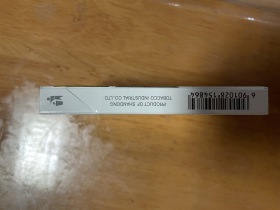 PRODUCT OF SHANDONG
TOBACCO INDUSTRIAL CO.,LTD
6 901028 154864